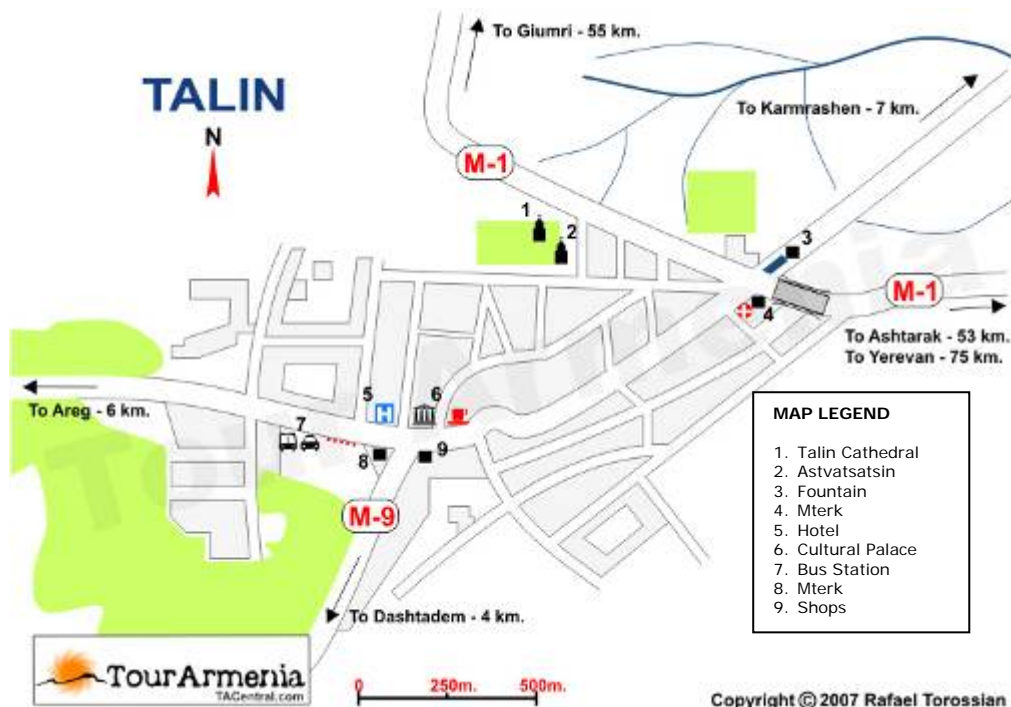 To Giumri - 55 km.
TALIN
N
To Karmrashen - 7 km.
M-1
1
2
3
M-1
4
To Ashtarak - 53 km.
To Yerevan - 75 km.
To Areg - 6 km.
5
6
7
8
9
M-9
To Dashtadem - 4 km.
MAP LEGEND
1. Talin Cathedral
2. Astvatsatsin
3. Fountain
4. Mterk
5. Hotel
6. Cultural Palace
7. Bus Station
8. Mterk
9. Shops
H
TourArmenia
TACentral.com
0 250m. 500m.
Copyright © 2007 Rafael Torossian
TourArmenia